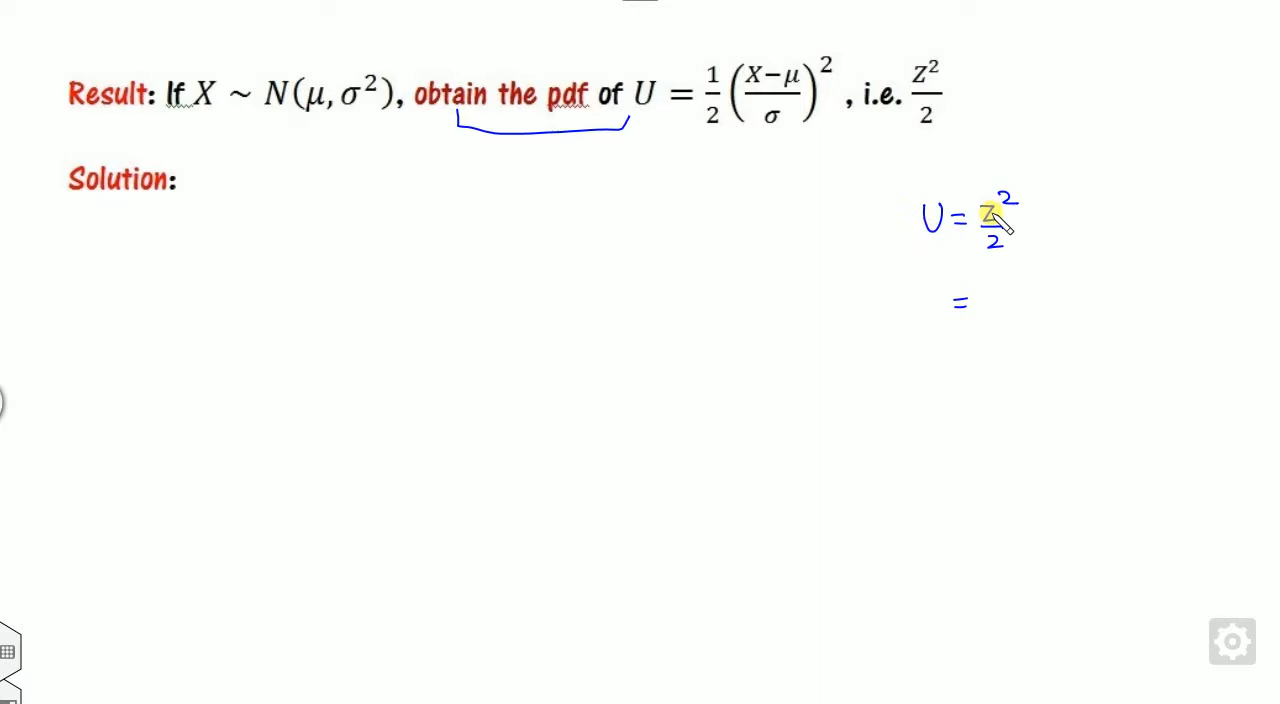 Result: If X ~ N(μ, σ²), obtain the pdf of U = 1/2 ((X−μ)/σ)², i.e. Z²/2
Solution:
U = z²/2
=